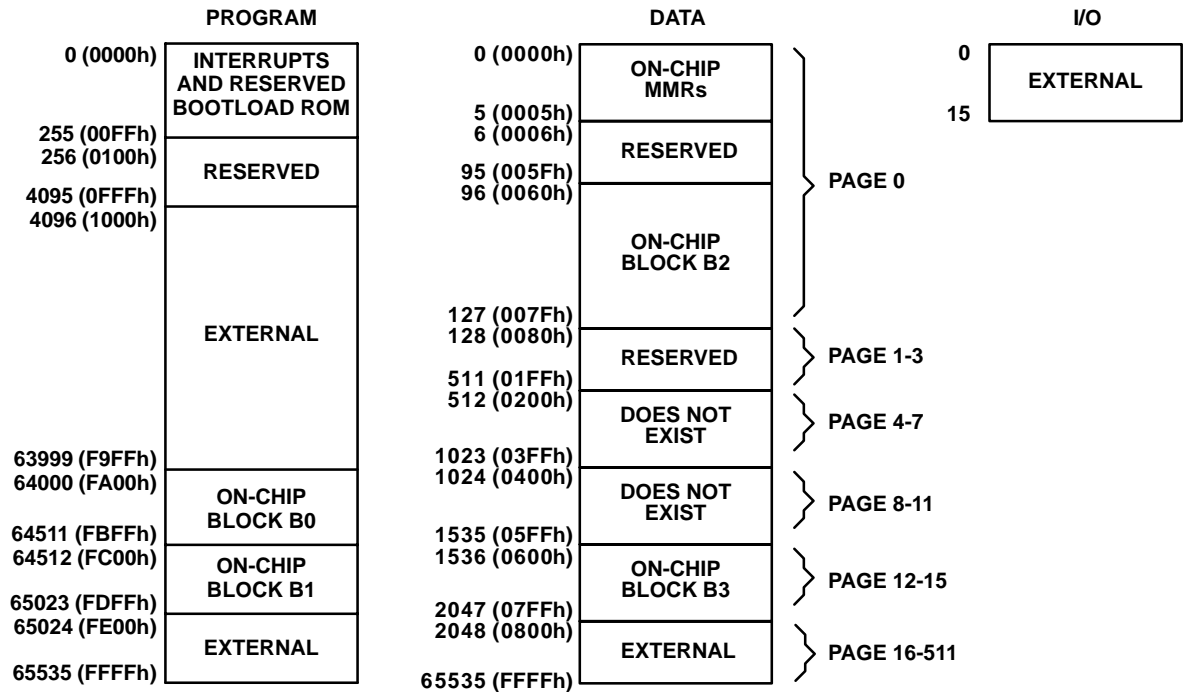 PROGRAM
0 (0000h)
INTERRUPTS
AND RESERVED
BOOTLOAD ROM
255 (00FFh)
256 (0100h)
RESERVED
4095 (0FFFh)
4096 (1000h)
EXTERNAL
63999 (F9FFh)
64000 (FA00h)
ON-CHIP
BLOCK B0
64511 (FBFFh)
64512 (FC00h)
ON-CHIP
BLOCK B1
65023 (FDFFh)
65024 (FE00h)
EXTERNAL
65535 (FFFFh)
DATA
0 (0000h)
ON-CHIP
MMRs
5 (0005h)
6 (0006h)
RESERVED
95 (005Fh)
96 (0060h)
ON-CHIP
BLOCK B2
127 (007Fh)
PAGE 0
128 (0080h)
RESERVED
511 (01FFh)
PAGE 1-3
512 (0200h)
DOES NOT
EXIST
1023 (03FFh)
PAGE 4-7
1024 (0400h)
DOES NOT
EXIST
1535 (05FFh)
PAGE 8-11
1536 (0600h)
ON-CHIP
BLOCK B3
2047 (07FFh)
PAGE 12-15
2048 (0800h)
EXTERNAL
65535 (FFFFh)
PAGE 16-511
I/O
0
EXTERNAL
15